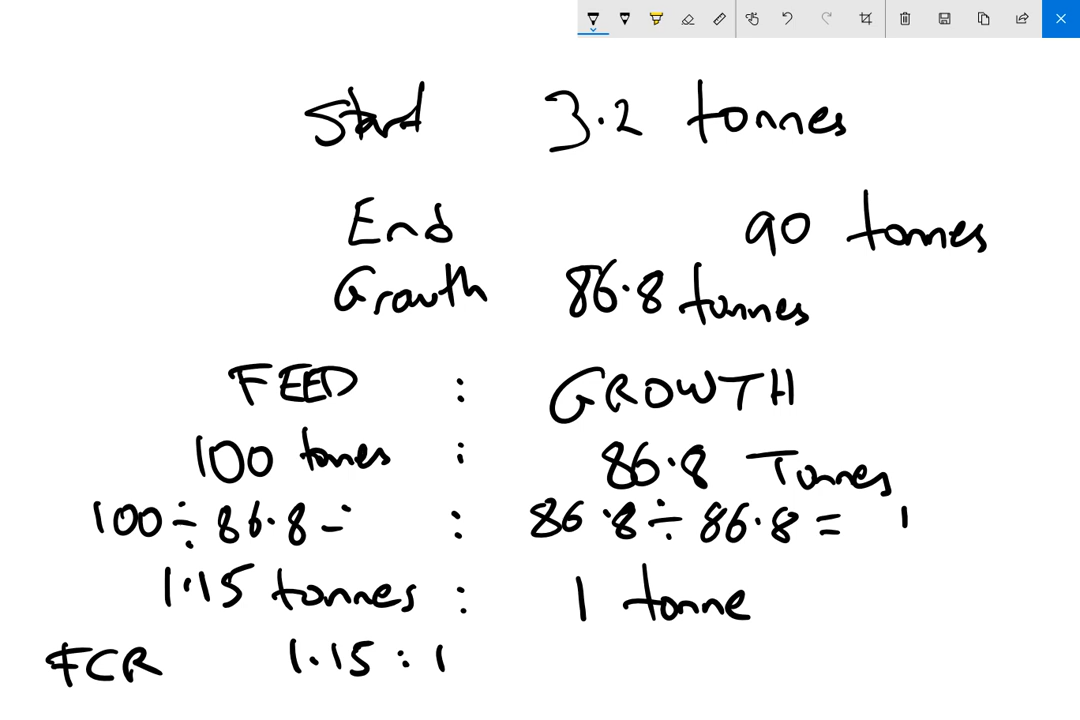 Start 3.2 tonnes
End 90 tonnes
Growth 86.8 tonnes
FEED : GROWTH
100 tonnes : 86.8 Tonnes
100 ÷ 86.8 = : 86.8 ÷ 86.8 = 1
1.15 tonnes : 1 tonne
FCR 1.15 : 1